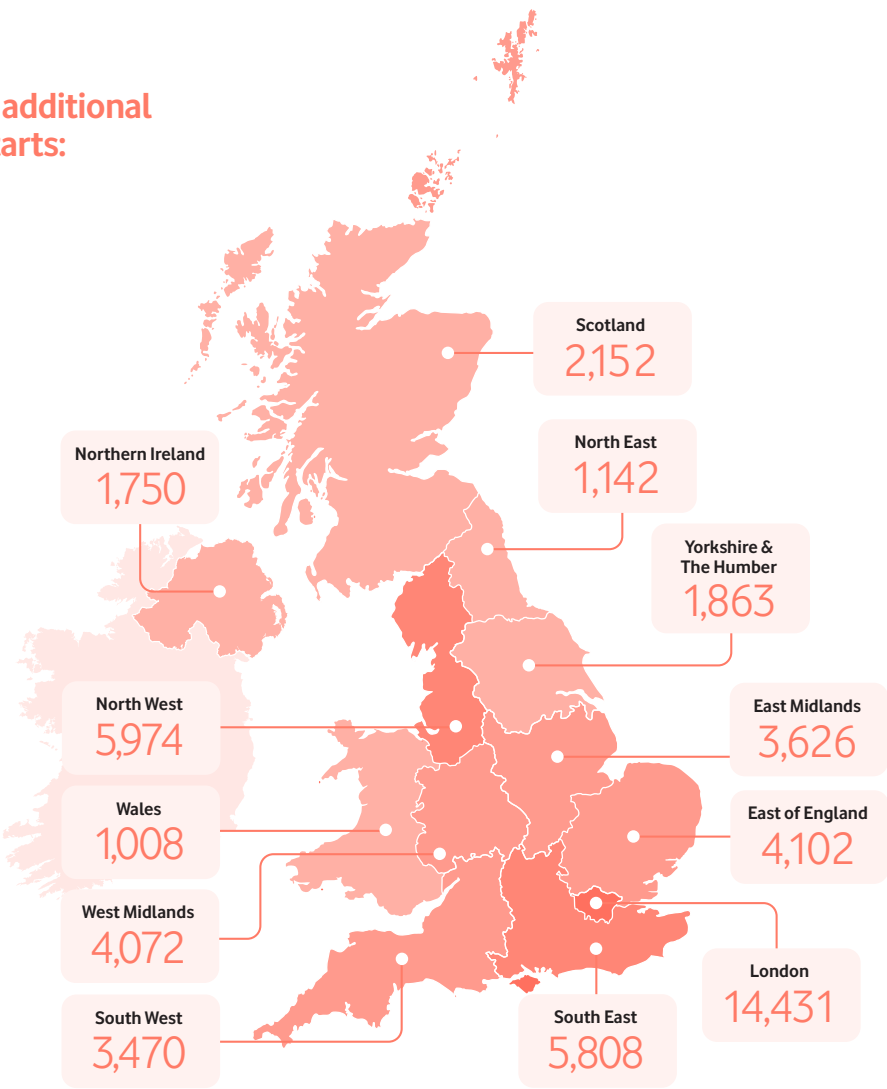 additional
Scotland
2,152
North East
1,142
Northern Ireland
1,750
Yorkshire &
The Humber
1,863
North West
5,974
East Midlands
3,626
Wales
1,008
East of England
4,102
West Midlands
4,072
London
14,431
South West
3,470
South East
5,808